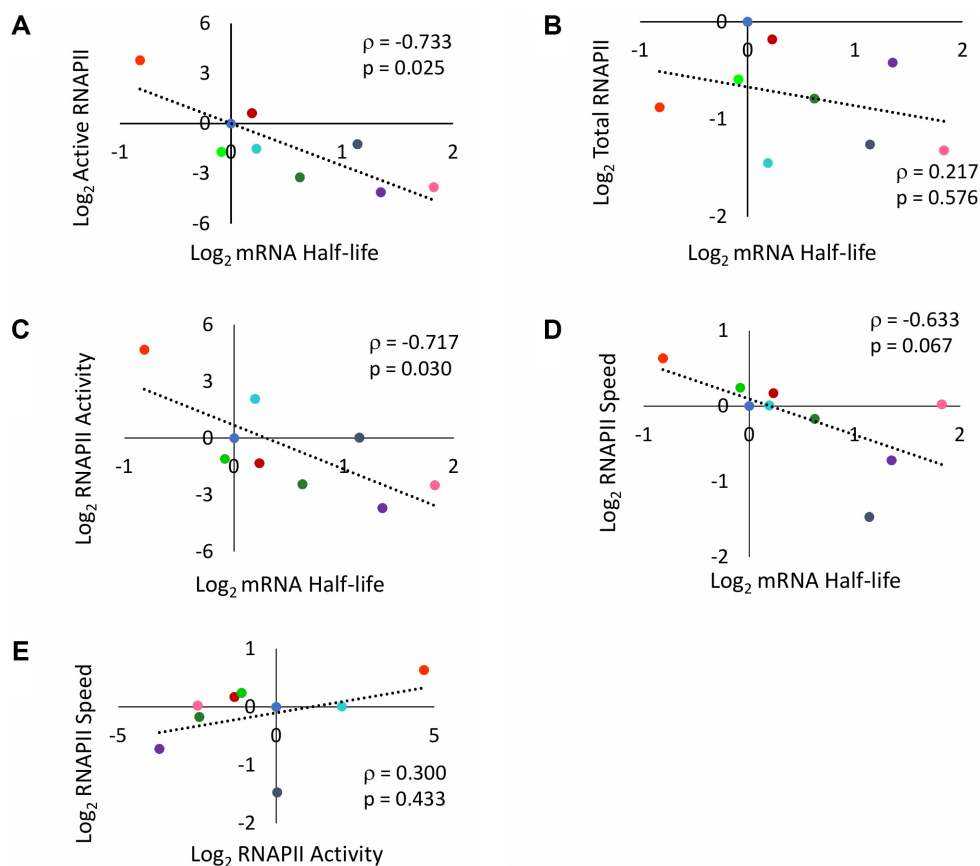 A
6
3
0
-3
-6
-1
0
1
2
ρ = -0.733
p = 0.025
Log2 Active RNAPII
Log2 mRNA Half-life
B
0
-1
-2
-1
0
1
2
ρ = 0.217
p = 0.576
Log2 Total RNAPII
Log2 mRNA Half-life
C
6
3
0
-3
-6
-1
0
1
2
ρ = -0.717
p = 0.030
Log2 RNAPII Activity
Log2 mRNA Half-life
D
1
0
-1
-2
-1
0
1
2
ρ = -0.633
p = 0.067
Log2 RNAPII Speed
Log2 mRNA Half-life
E
1
0
-1
-2
-5
0
5
ρ = 0.300
p = 0.433
Log2 RNAPII Speed
Log2 RNAPII Activity